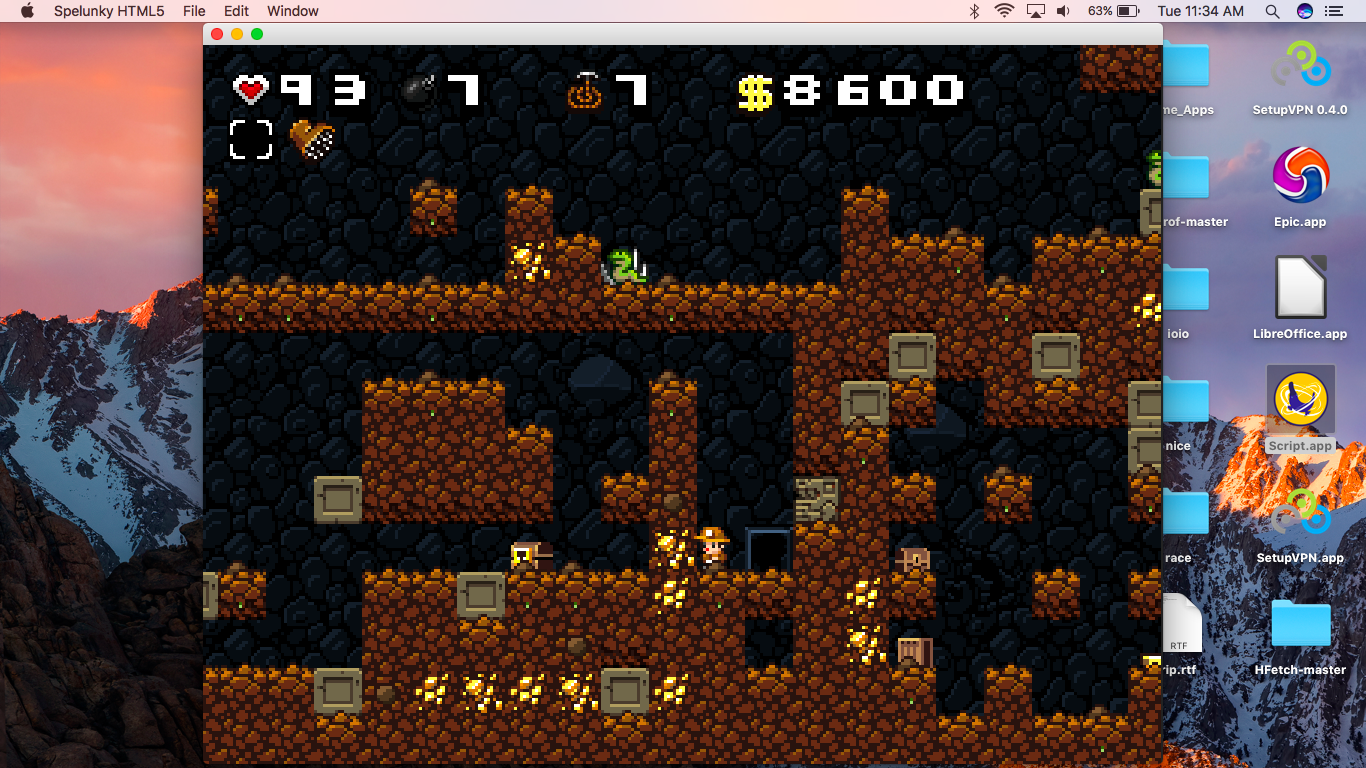 Spelunky HTML5 File Edit Window 63% Tue 11:34 AM
93 7 7 $8600
me_Apps SetupVPN 0.4.0
rof-master Epic.app
ioio LibreOffice.app
nice Script.app
race SetupVPN.app
RTF
rip.rtf HFetch-master